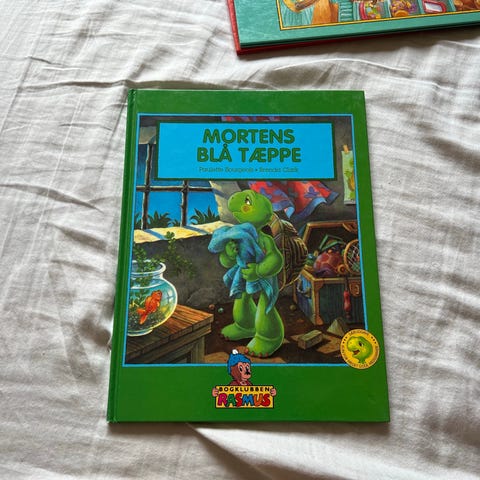 MORTENS
BLÅ TÆPPE
Paulette Bourgeois • Brenda Clark
BOGKLUBBEN
RASMUS